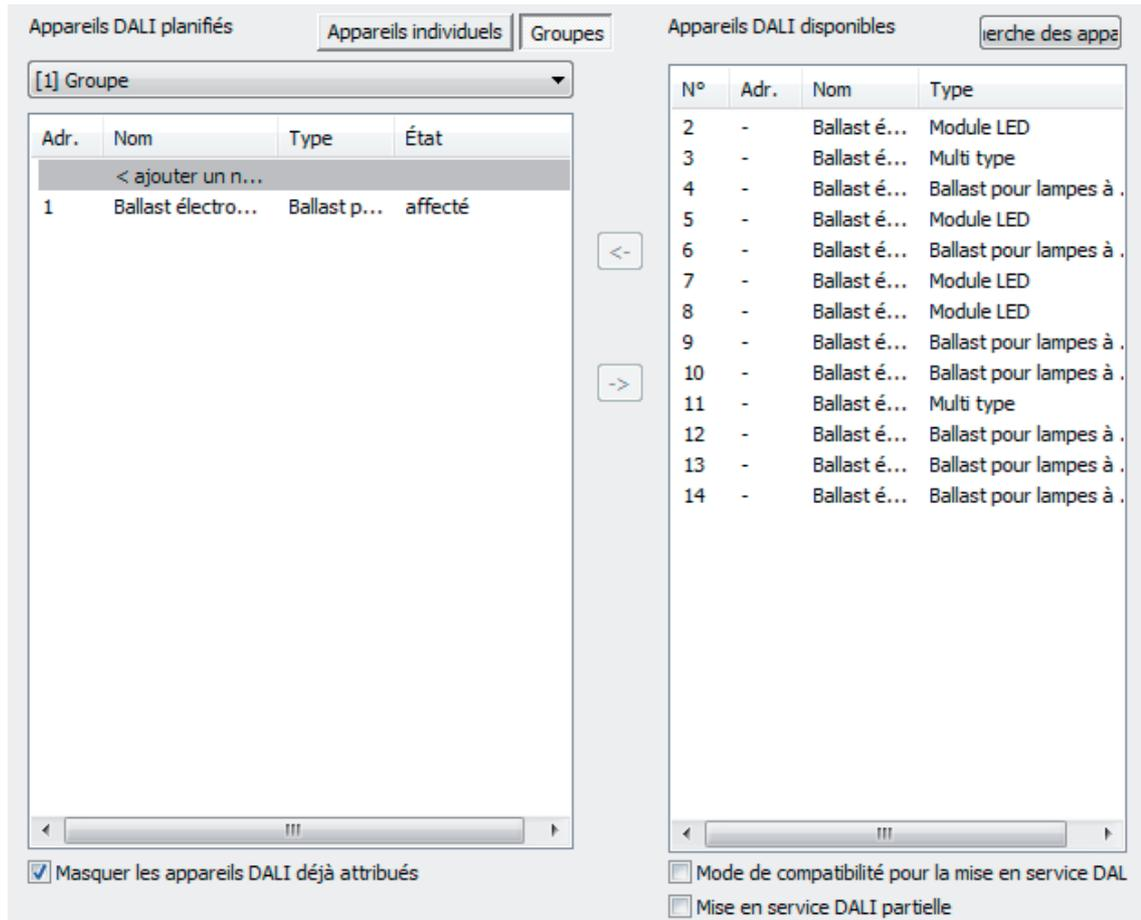 Appareils DALI planifiés
Appareils individuels
Groupes
[1] Groupe
Adr. Nom Type État
< ajouter un n...
1 Ballast électro... Ballast p... affecté
Masquer les appareils DALI déjà attribués
<-
->
Appareils DALI disponibles
ıerche des appa
N° Adr. Nom Type
2 - Ballast é... Module LED
3 - Ballast é... Multi type
4 - Ballast é... Ballast pour lampes à .
5 - Ballast é... Module LED
6 - Ballast é... Ballast pour lampes à .
7 - Ballast é... Module LED
8 - Ballast é... Module LED
9 - Ballast é... Ballast pour lampes à .
10 - Ballast é... Ballast pour lampes à .
11 - Ballast é... Multi type
12 - Ballast é... Ballast pour lampes à .
13 - Ballast é... Ballast pour lampes à .
14 - Ballast é... Ballast pour lampes à .
Mode de compatibilité pour la mise en service DAL
Mise en service DALI partielle